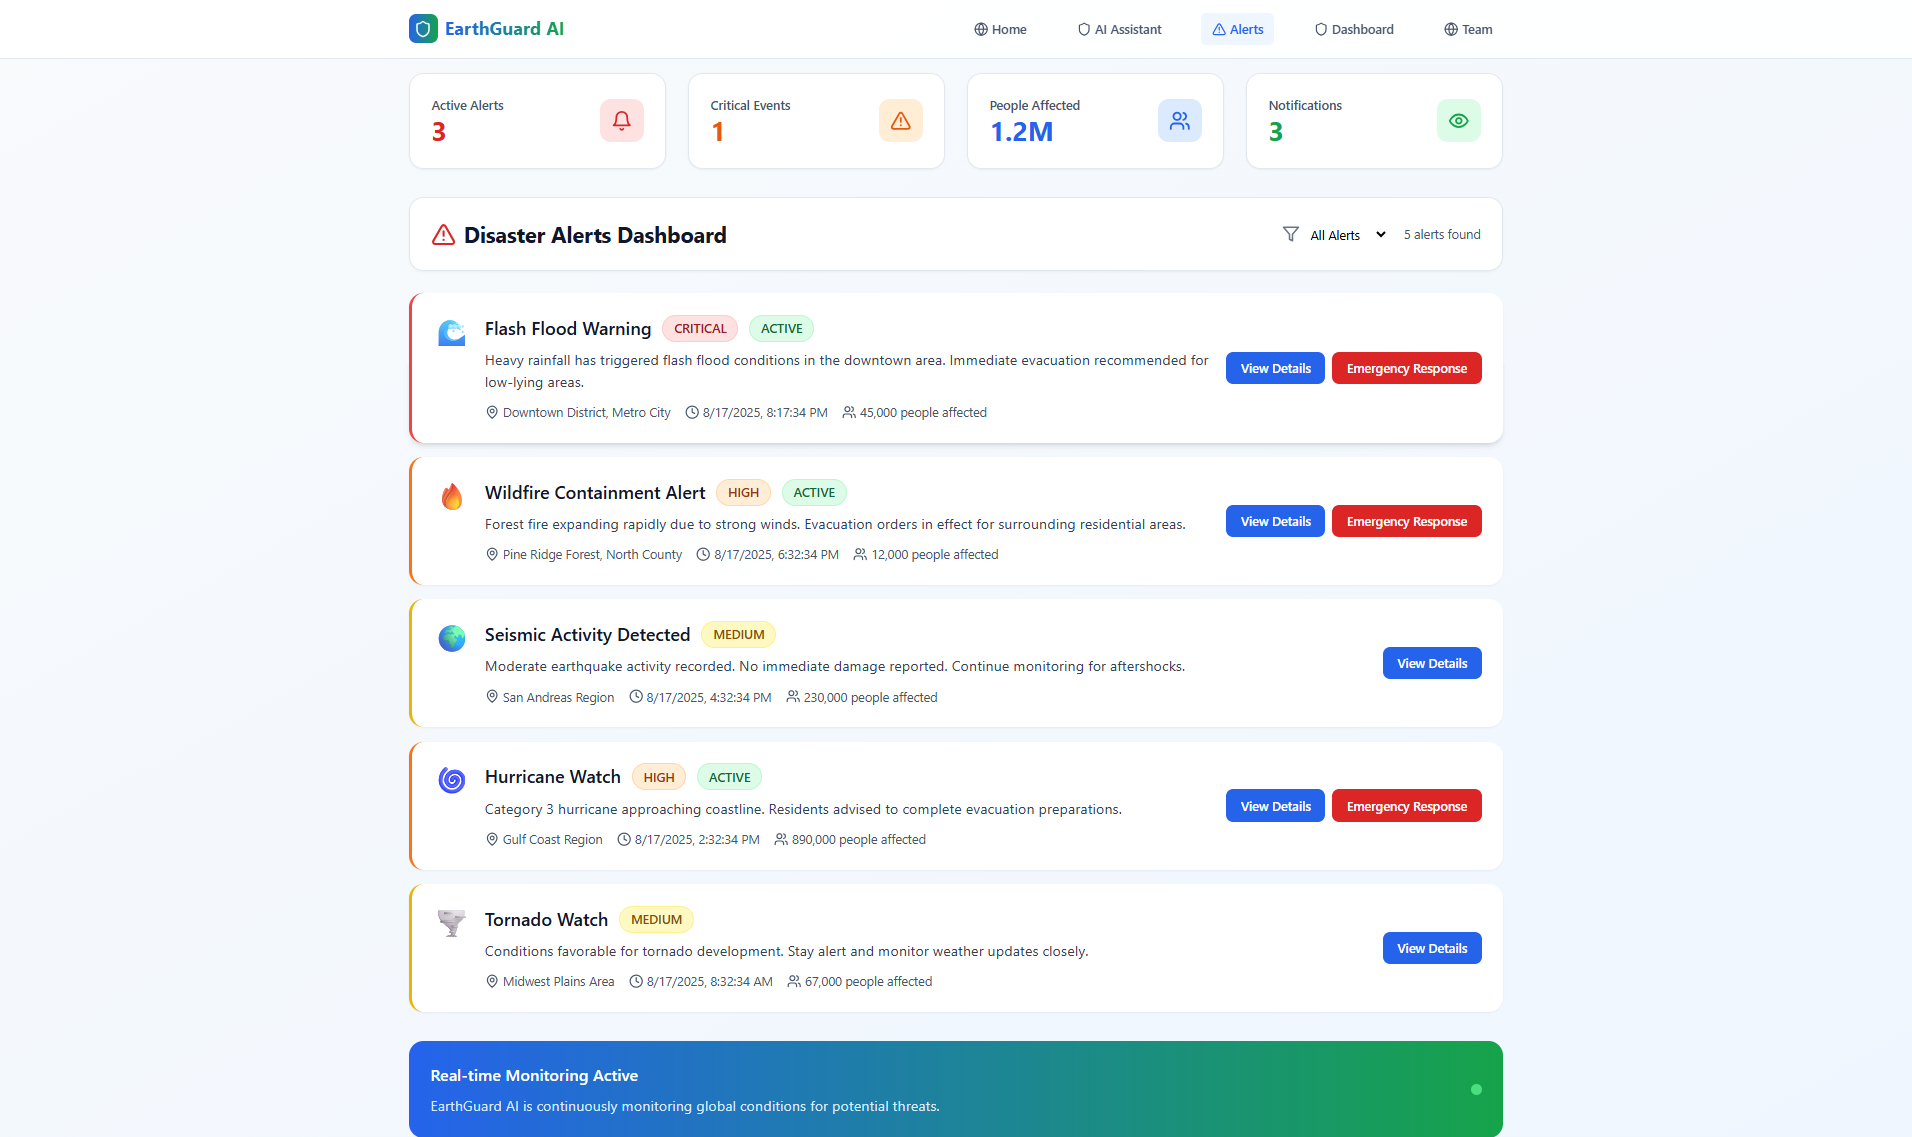 EarthGuard AI
Home
AI Assistant
Alerts
Dashboard
Team
Active Alerts
3
Critical Events
1
People Affected
1.2M
Notifications
3
Disaster Alerts Dashboard
All Alerts
5 alerts found
Flash Flood Warning CRITICAL ACTIVE
Heavy rainfall has triggered flash flood conditions in the downtown area. Immediate evacuation recommended for
low-lying areas.
Downtown District, Metro City 8/17/2025, 8:17:34 PM 45,000 people affected
View Details Emergency Response
Wildfire Containment Alert HIGH ACTIVE
Forest fire expanding rapidly due to strong winds. Evacuation orders in effect for surrounding residential areas.
Pine Ridge Forest, North County 8/17/2025, 6:32:34 PM 12,000 people affected
View Details Emergency Response
Seismic Activity Detected MEDIUM
Moderate earthquake activity recorded. No immediate damage reported. Continue monitoring for aftershocks.
San Andreas Region 8/17/2025, 4:32:34 PM 230,000 people affected
View Details
Hurricane Watch HIGH ACTIVE
Category 3 hurricane approaching coastline. Residents advised to complete evacuation preparations.
Gulf Coast Region 8/17/2025, 2:32:34 PM 890,000 people affected
View Details Emergency Response
Tornado Watch MEDIUM
Conditions favorable for tornado development. Stay alert and monitor weather updates closely.
Midwest Plains Area 8/17/2025, 8:32:34 AM 67,000 people affected
View Details
Real-time Monitoring Active
EarthGuard AI is continuously monitoring global conditions for potential threats.